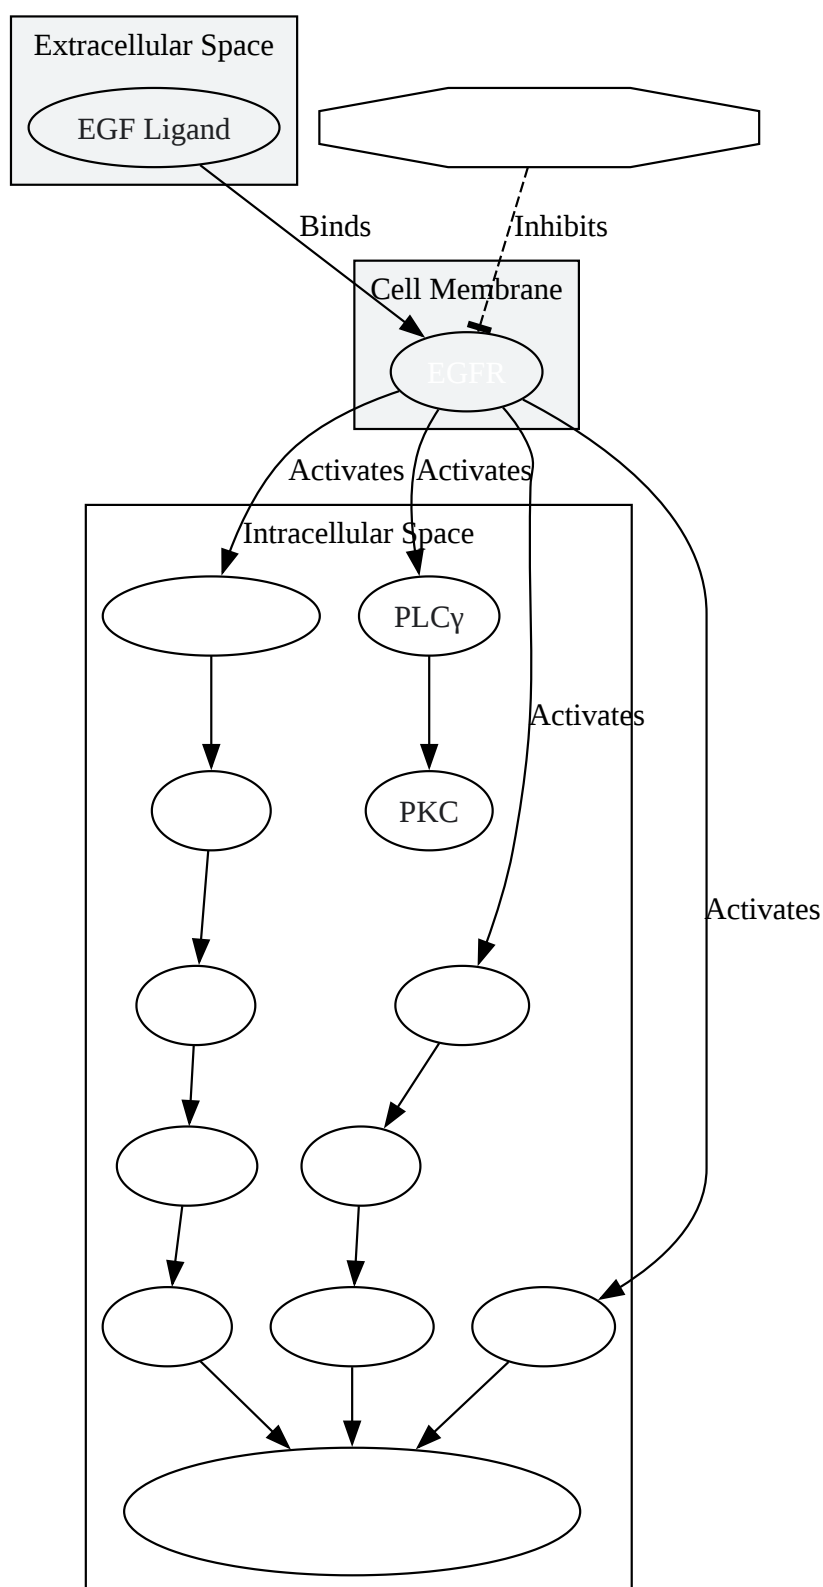 Extracellular Space
EGF Ligand
Binds
Inhibits
Cell Membrane
EGFR
Activates
Activates
Intracellular Space
PLCγ
Activates
PKC
Activates